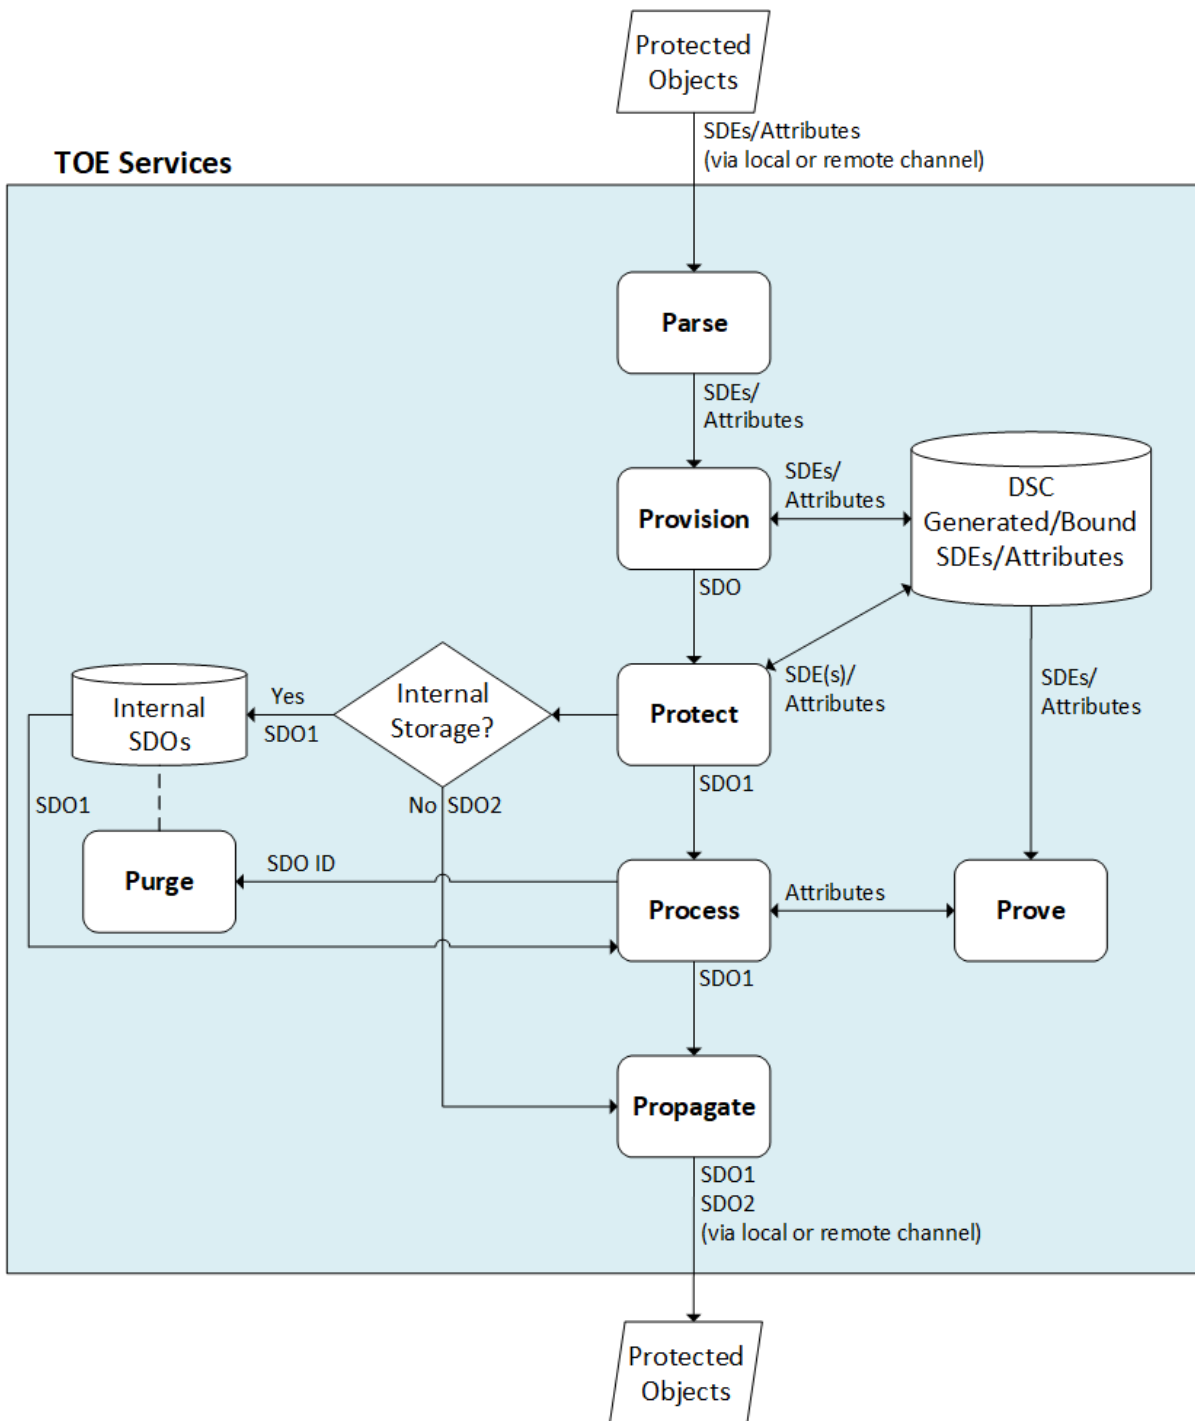 Protected
Objects
SDEs/Attributes
(via local or remote channel)
TOE Services
Parse
SDEs/
Attributes
Provision
SDEs/
Attributes
DSC
Generated/Bound
SDEs/Attributes
SDO
Protect
SDE(s)/
Attributes
SDEs/
Attributes
Internal
Storage?
Yes
SDO1
Internal
SDOs
SDO1
No
SDO2
SDO1
Purge
SDO ID
Process
Attributes
Prove
SDO1
Propagate
SDO1
SDO2
(via local or remote channel)
Protected
Objects